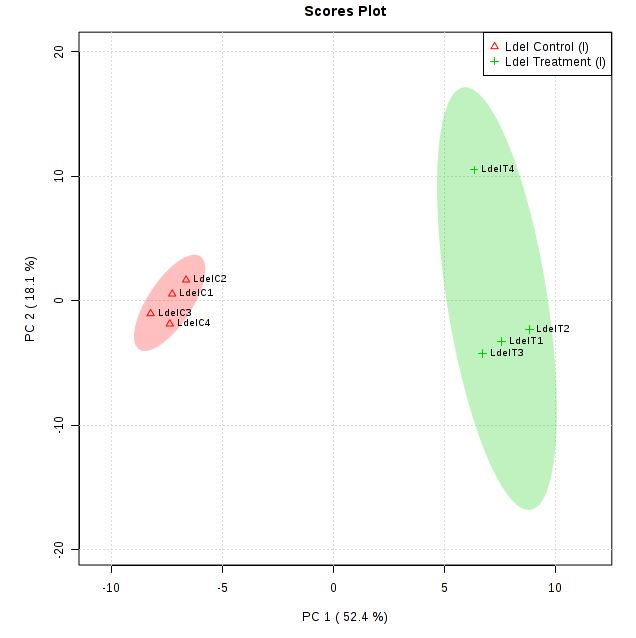 Scores Plot
Ldel Control (I)
Ldel Treatment (I)
20
10
0
-10
-20
PC 2 ( 18.1 %)
LdelT4
LdelC2
LdelC1
LdelC3
LdelC4
LdelT2
LdelT1
LdelT3
-10
-5
0
5
10
PC 1 ( 52.4 %)